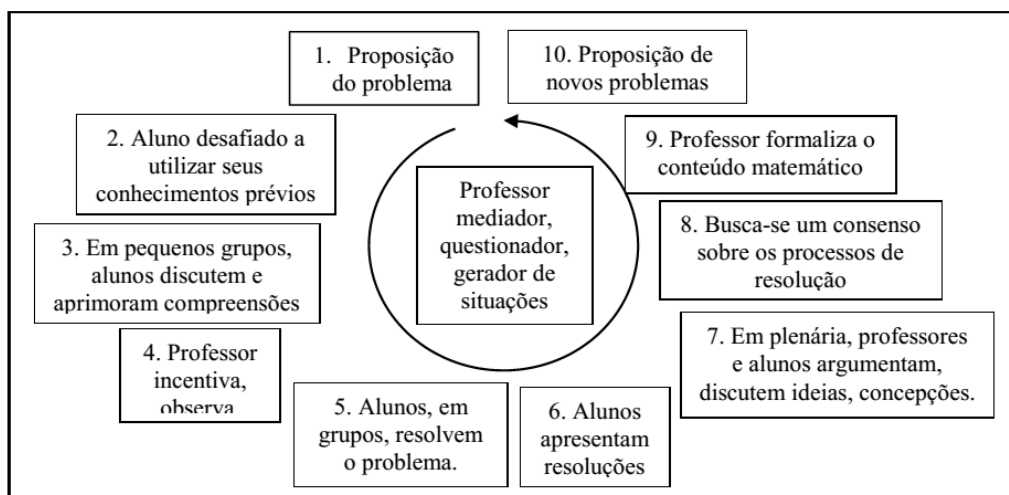 1. Proposição
do problema
10. Proposição de
novos problemas
2. Aluno desafiado a
utilizar seus
conhecimentos prévios
9. Professor formaliza o
conteúdo matemático
Professor
mediador,
questionador,
gerador de
situações
3. Em pequenos grupos,
alunos discutem e
aprimoram compreensões
8. Busca-se um consenso
sobre os processos de
resolução
4. Professor
incentiva,
observa
7. Em plenária, professores
e alunos argumentam,
discutem ideias, concepções.
5. Alunos, em
grupos, resolvem
o problema.
6. Alunos
apresentam
resoluções